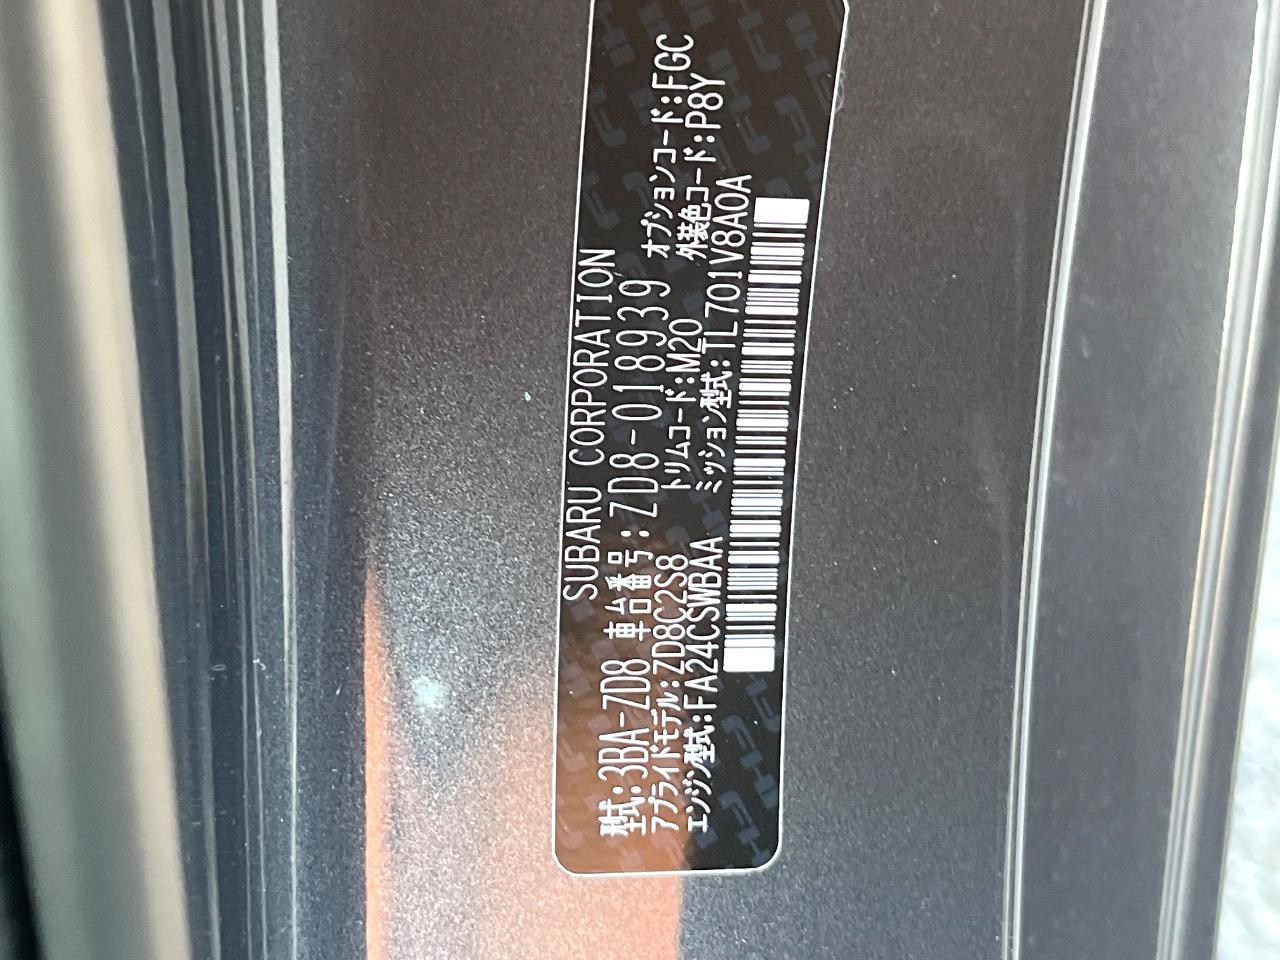 SUBARU CORPORATION
型式:3BA-ZD8 車台番号:ZD8-018939
アプライドモデル:ZD8C2S8 トリムコード:M20 オプションコード:FGC
外装色コード:P8Y
エンジン型式:FA24CSWBAA ミッション型式:TL701V8A0A